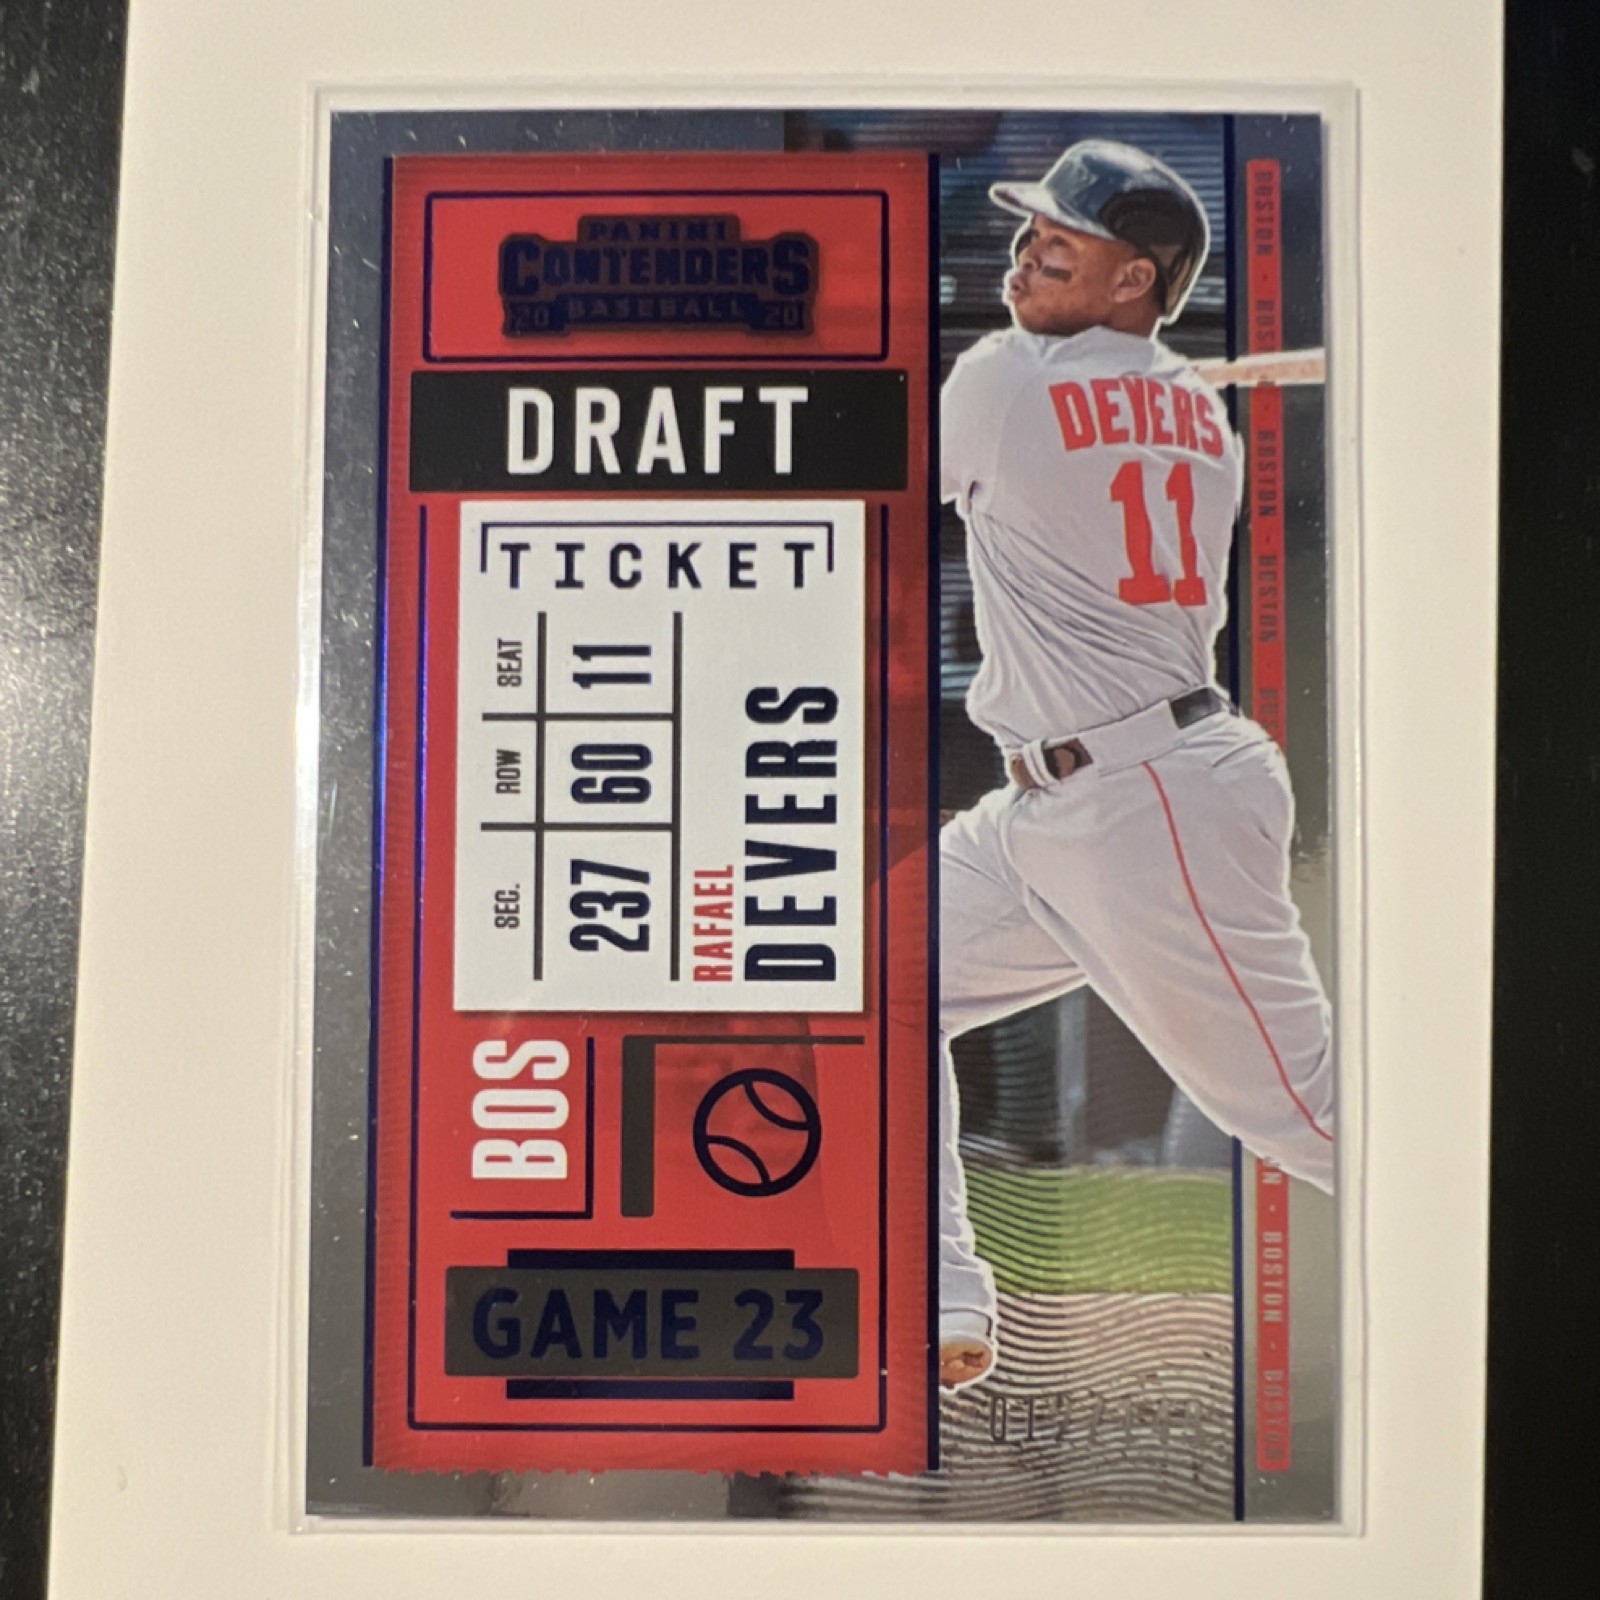 PANINI
CONTENDERS
20 BASEBALL 20
DRAFT
TICKET
SEC. ROW SEAT
237 60 11
RAFAEL
DEVERS
BOS
GAME 23
DEVERS
11
BOSTON · BOSTON · BOSTON · BOSTON
BOSTON · BOSTON